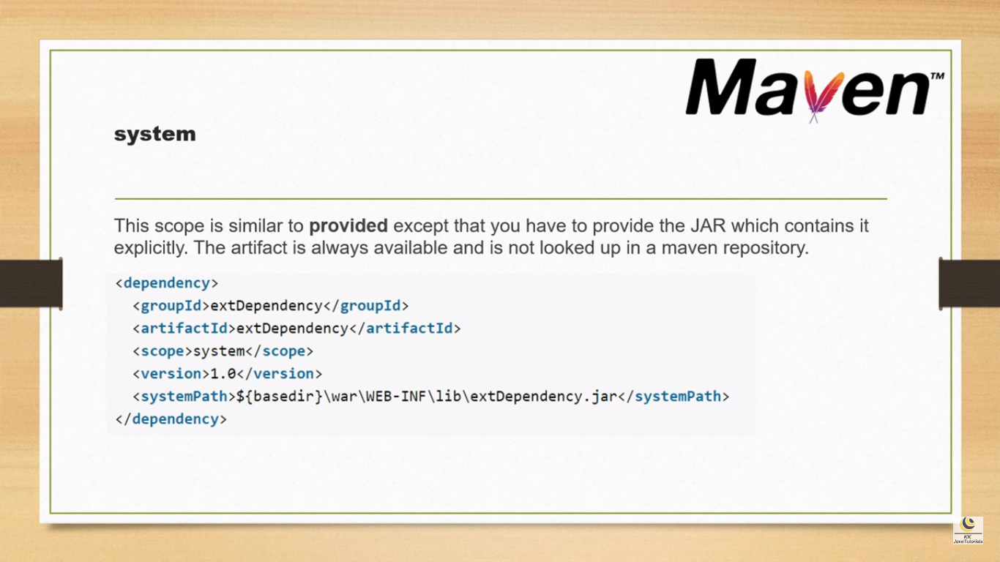 Maven™
system
This scope is similar to provided except that you have to provide the JAR which contains it
explicitly. The artifact is always available and is not looked up in a maven repository.
<dependency>
  <groupId>extDependency</groupId>
  <artifactId>extDependency</artifactId>
  <scope>system</scope>
  <version>1.0</version>
  <systemPath>${basedir}\war\WEB-INF\lib\extDependency.jar</systemPath>
</dependency>
KK
JavaTutorials